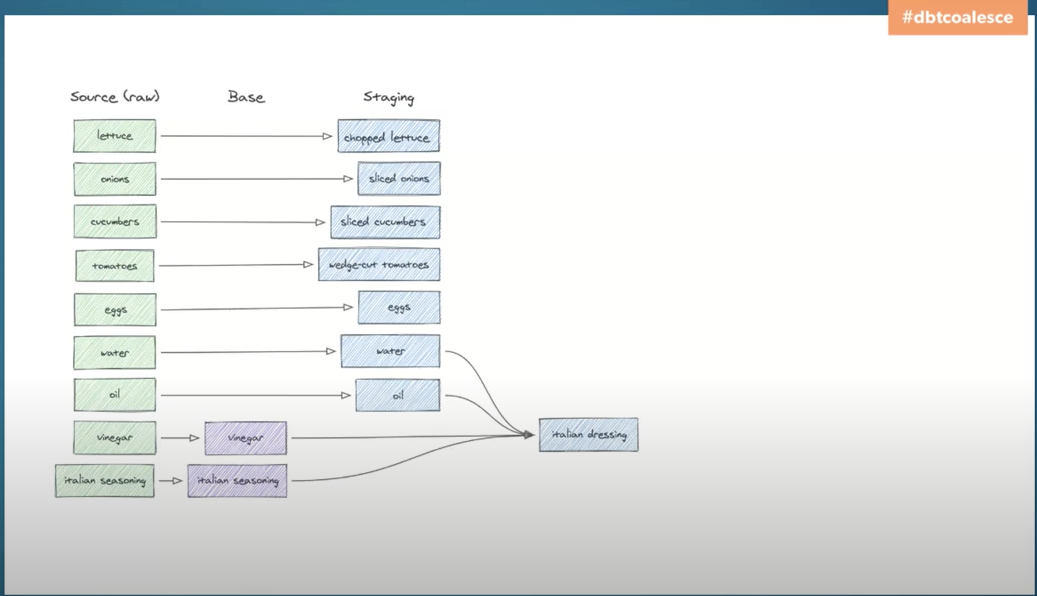 #dbtcoalesce
Source (raw) Base Staging
lettuce chopped lettuce
onions sliced onions
cucumbers sliced cucumbers
tomatoes wedge-cut tomatoes
eggs eggs
water water
oil oil
vinegar vinegar italian dressing
italian seasoning italian seasoning